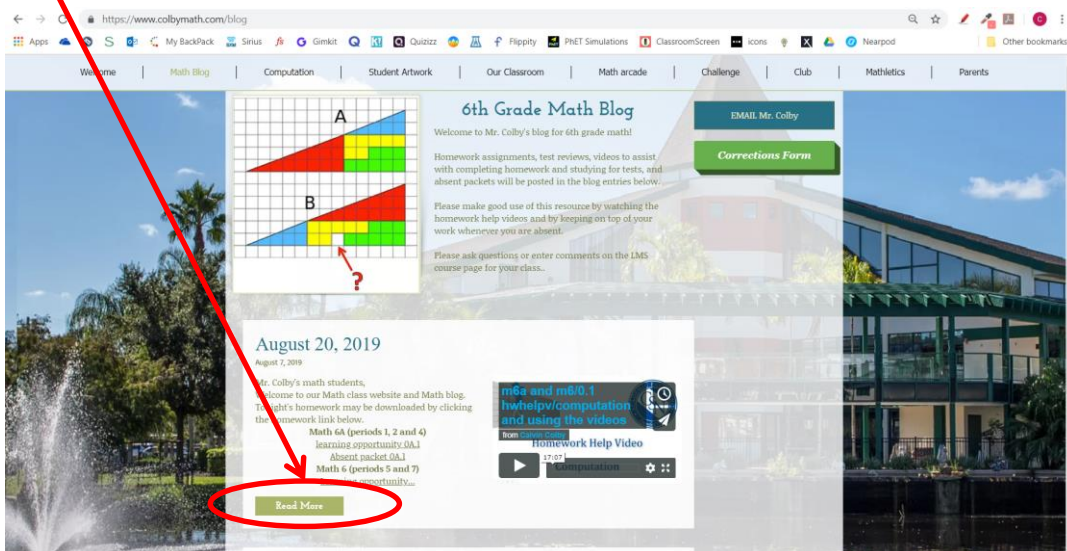 https://www.colbymath.com/blog
Apps
S
My BackPack
Sirius
Gimkit
Quizizz
Flippity
PhET Simulations
ClassroomScreen
icons
Nearpod
Other bookmarks
Welcome | Math Blog | Computation | Student Artwork | Our Classroom | Math arcade | Challenge | Club | Mathletics | Parents
A
B
?
6th Grade Math Blog
Welcome to Mr. Colby's blog for 6th grade math!
Homework assignments, test reviews, videos to assist
with completing homework and studying for tests, and
absent packets will be posted in the blog entries below.
Please make good use of this resource by watching the
homework help videos and by keeping on top of your
work whenever you are absent.
Please ask questions or enter comments on the LMS
course page for your class..
EMAIL Mr. Colby
Corrections Form
August 20, 2019
August 7, 2019
Mr. Colby's math students,
Welcome to our Math class website and Math blog.
Tonight's homework may be downloaded by clicking
the homework link below.
Math 6A (periods 1, 2 and 4)
learning opportunity 0A.1
Absent packet 0A.1
Math 6 (periods 5 and 7)
learning opportunity...
Read More
m6a and m6/0.1
hwhelpv/computation
and using the videos
from Calvin Colby
Homework Help Video
17:07
Computation